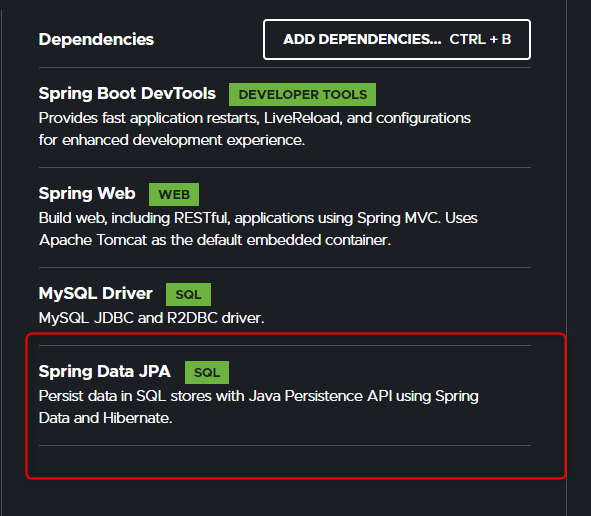 Dependencies ADD DEPENDENCIES... CTRL + B
Spring Boot DevTools DEVELOPER TOOLS
Provides fast application restarts, LiveReload, and configurations
for enhanced development experience.
Spring Web WEB
Build web, including RESTful, applications using Spring MVC. Uses
Apache Tomcat as the default embedded container.
MySQL Driver SQL
MySQL JDBC and R2DBC driver.
Spring Data JPA SQL
Persist data in SQL stores with Java Persistence API using Spring
Data and Hibernate.